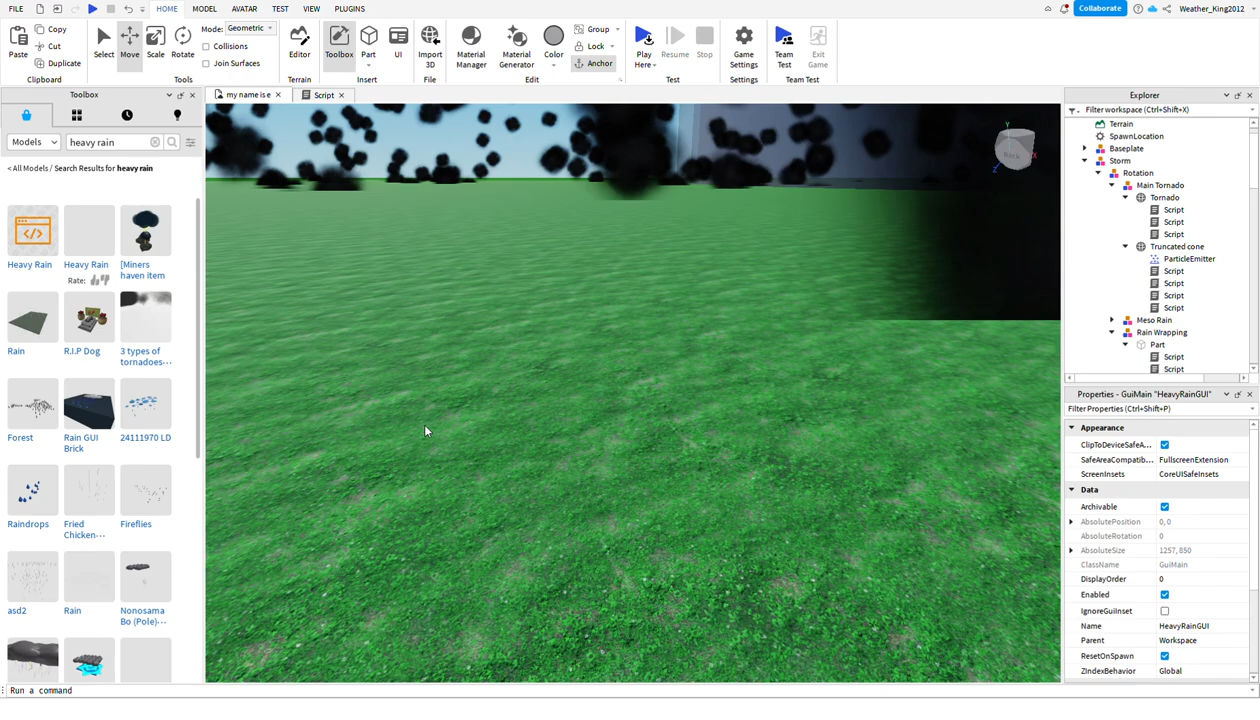 FILE HOME MODEL AVATAR TEST VIEW PLUGINS Collaborate Weather_King2012
Paste Copy Cut Duplicate Clipboard
Select Move Scale Rotate Mode: Geometric Collisions Join Surfaces Tools
Editor Terrain
Toolbox Part UI Insert
Import 3D File
Material Manager Material Generator Color Group Lock Anchor Edit
Play Here Resume Stop Test
Game Settings Settings
Team Test Exit Game Team Test
Toolbox
Models heavy rain
< All Models / Search Results for heavy rain
Heavy Rain
Heavy Rain
Rate:
[Miners haven item
Rain
R.I.P Dog
3 types of tornadoes···
Forest
Rain GUI Brick
24111970 LD
Raindrops
Fried Chicken···
Fireflies
asd2
Rain
Nonosama Bo (Pole)···
my name is e Script
Back
Y
X
Z
Explorer
Filter workspace (Ctrl+Shift+X)
Terrain
SpawnLocation
Baseplate
Storm
Rotation
Main Tornado
Tornado
Script
Script
Script
Truncated cone
ParticleEmitter
Script
Script
Script
Script
Meso Rain
Rain Wrapping
Part
Script
Script
Properties - GuiMain "HeavyRainGUI"
Filter Properties (Ctrl+Shift+P)
Appearance
ClipToDeviceSafeA...
SafeAreaCompatib... FullscreenExtension
ScreenInsets CoreUISafeInsets
Data
Archivable
AbsolutePosition 0, 0
AbsoluteRotation 0
AbsoluteSize 1257, 850
ClassName GuiMain
DisplayOrder 0
Enabled
IgnoreGuiInset
Name HeavyRainGUI
Parent Workspace
ResetOnSpawn
ZIndexBehavior Global
Run a command